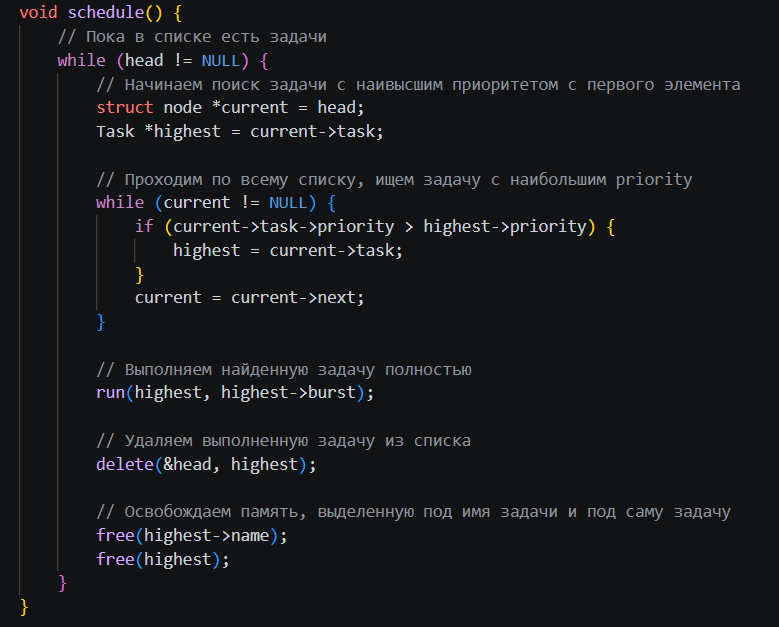 void schedule() {
    // Пока в списке есть задачи
    while (head != NULL) {
        // Начинаем поиск задачи с наивысшим приоритетом с первого элемента
        struct node *current = head;
        Task *highest = current->task;

        // Проходим по всему списку, ищем задачу с наибольшим priority
        while (current != NULL) {
            if (current->task->priority > highest->priority) {
                highest = current->task;
            }
            current = current->next;
        }

        // Выполняем найденную задачу полностью
        run(highest, highest->burst);

        // Удаляем выполненную задачу из списка
        delete(&head, highest);

        // Освобождаем память, выделенную под имя задачи и под саму задачу
        free(highest->name);
        free(highest);
    }
}